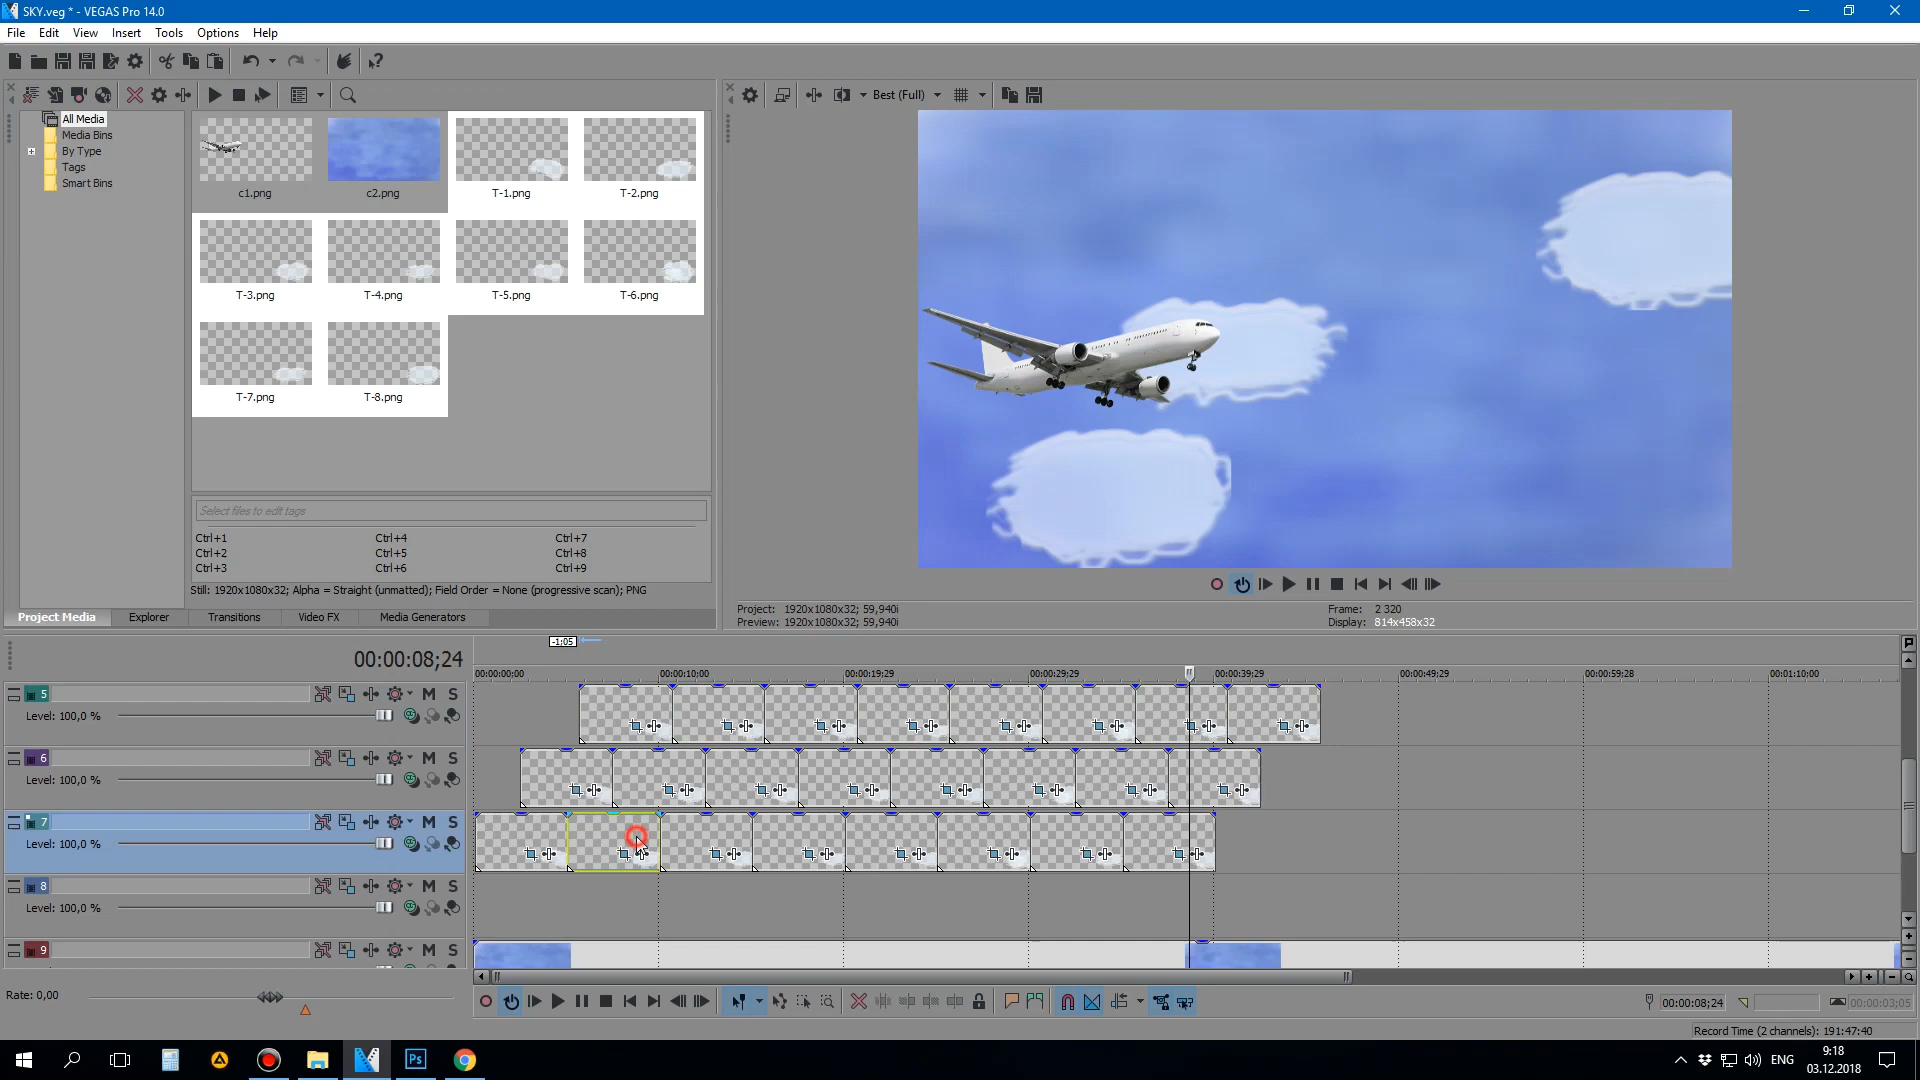 SKY.veg * - VEGAS Pro 14.0
File Edit View Insert Tools Options Help
Best (Full)
All Media
Media Bins
By Type
Tags
Smart Bins
c1.png c2.png T-1.png T-2.png
T-3.png T-4.png T-5.png T-6.png
T-7.png T-8.png
Select files to edit tags
Ctrl+1 Ctrl+4 Ctrl+7
Ctrl+2 Ctrl+5 Ctrl+8
Ctrl+3 Ctrl+6 Ctrl+9
Still: 1920x1080x32; Alpha = Straight (unmatted); Field Order = None (progressive scan); PNG
Project Media Explorer Transitions Video FX Media Generators
Project: 1920x1080x32; 59,940i
Preview: 1920x1080x32; 59,940i
Frame: 2 320
Display: 814x458x32
-1;05
00:00:08;24
00:00:00;00 00:00:10;00 00:00:19;29 00:00:29;29 00:00:39;29 00:00:49;29 00:00:59;28 00:01:10;00
5 M S
Level: 100,0 %
6 M S
Level: 100,0 %
7 M S
Level: 100,0 %
8 M S
Level: 100,0 %
9 M S
Rate: 0,00
00:00:08;24 00:00:03;05
Record Time (2 channels): 191:47:40
Ps
ENG
9:18
03.12.2018